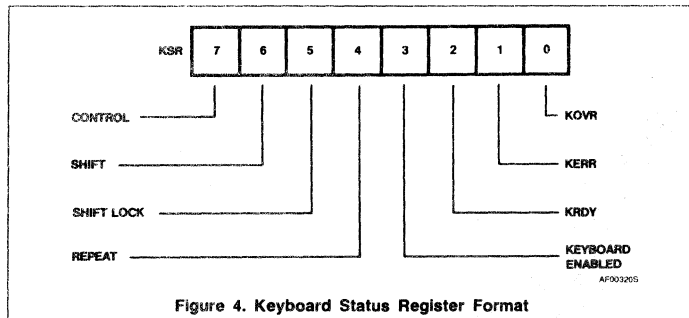 KSR 7 6 5 4 3 2 1 0
CONTROL
KOVR
SHIFT
KERR
SHIFT LOCK
KRDY
REPEAT
KEYBOARD
ENABLED
AF00320S
Figure 4. Keyboard Status Register Format